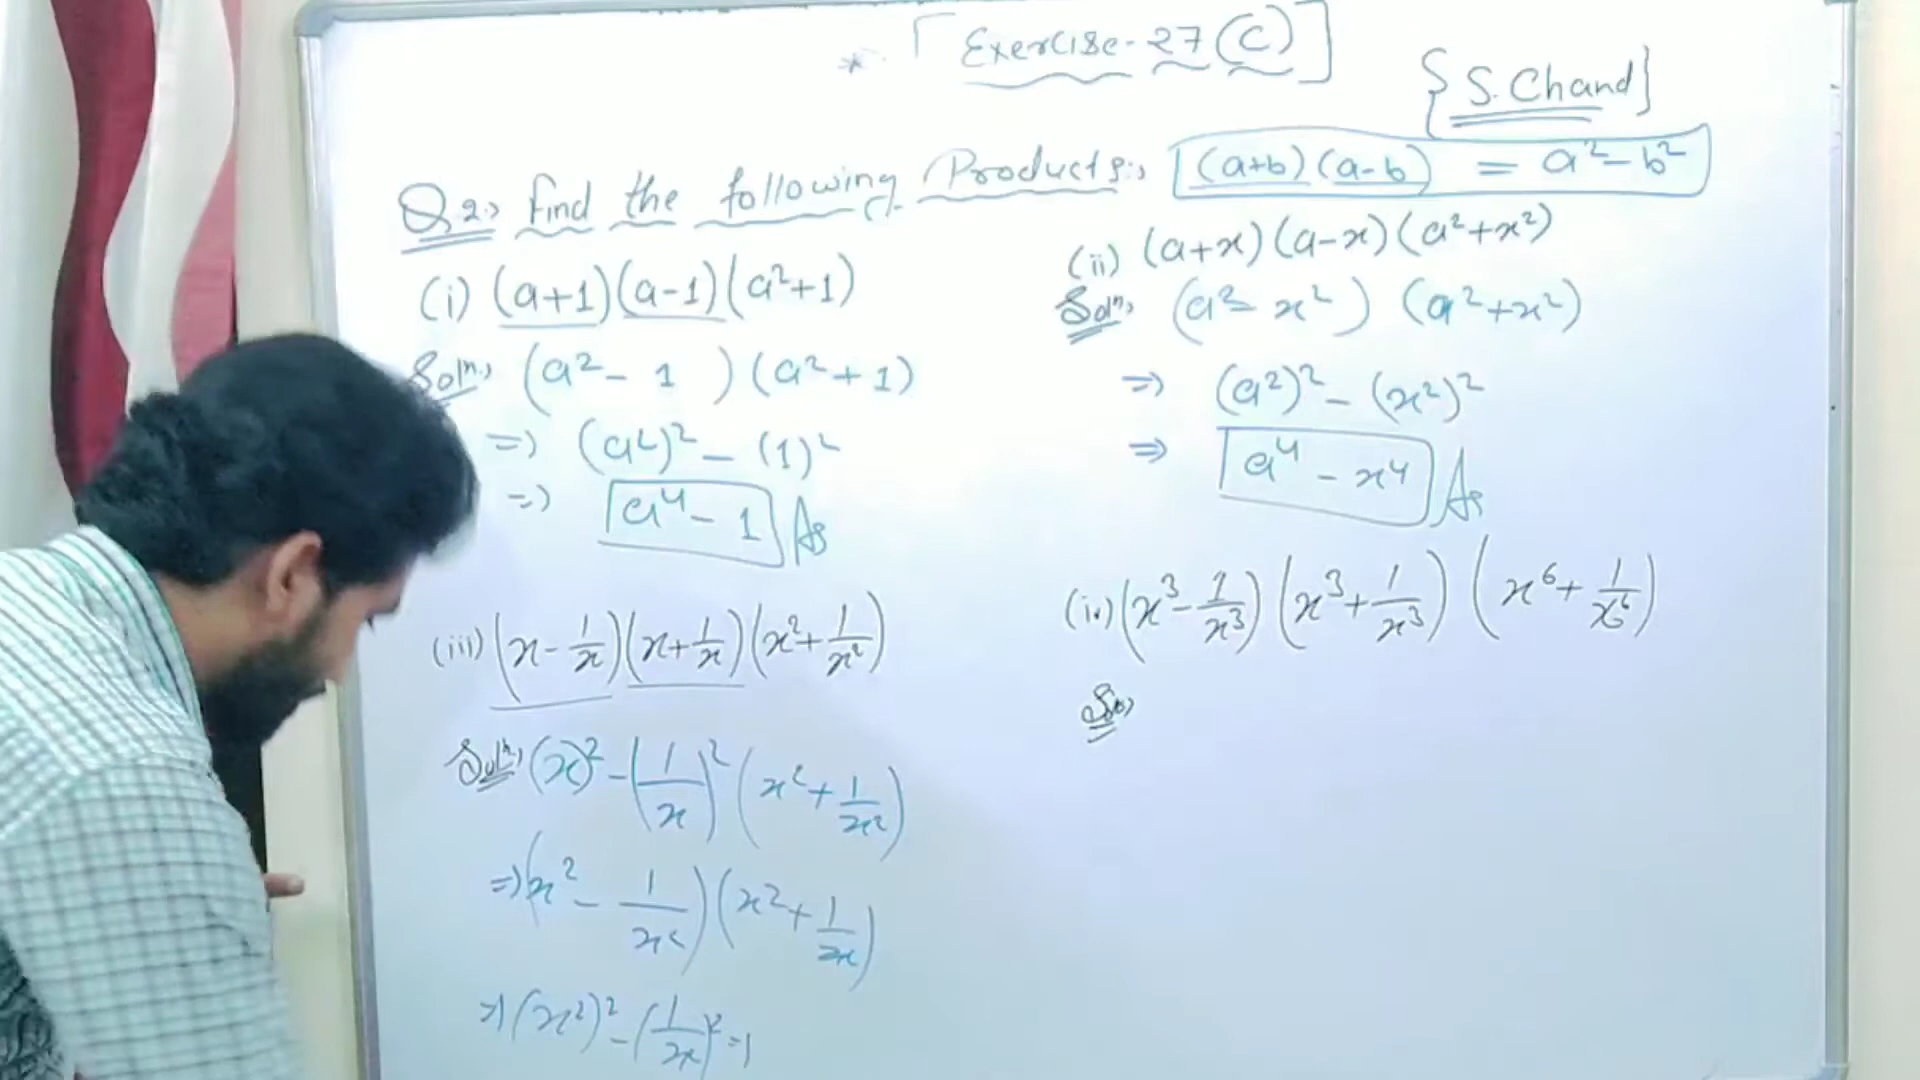 * [Exercise-27(C)]
{S. Chand}
Q2.> Find the following Products:, (a+b)(a-b) = a²-b²
(i) (a+1)(a-1)(a²+1)
Solⁿ.> (a²- 1 )(a²+1)
=> (a²)² - (1)²
=> a⁴ - 1 As
(ii) (a+x)(a-x)(a²+x²)
Solⁿ.> (a²- x²) (a²+x²)
=> (a²)² - (x²)²
=> a⁴ - x⁴ As
(iii) (x-1/x)(x+1/x)(x²+1/x²)
Solⁿ> (x)² - (1/x)² (x²+1/x²)
=> (x² - 1/x²)(x²+1/x)
=> (x²)² - (1/x)² =)
(iv) (x³-1/x³)(x³+1/x³)(x⁶+1/x⁶)